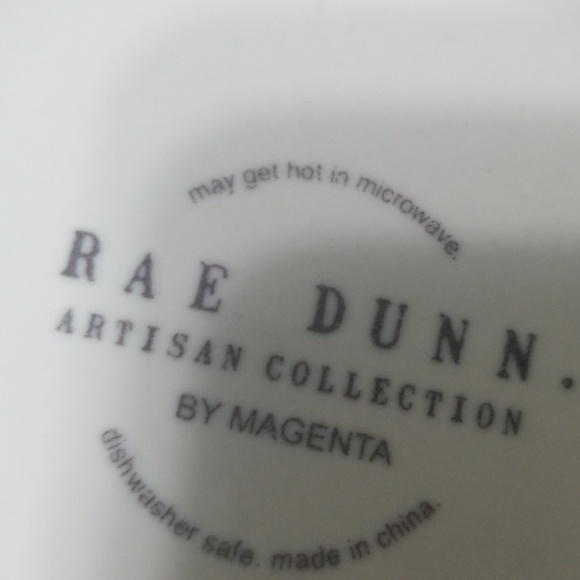 may get hot in microwave.
RAE DUNN.
ARTISAN COLLECTION
BY MAGENTA
dishwasher safe. made in china.